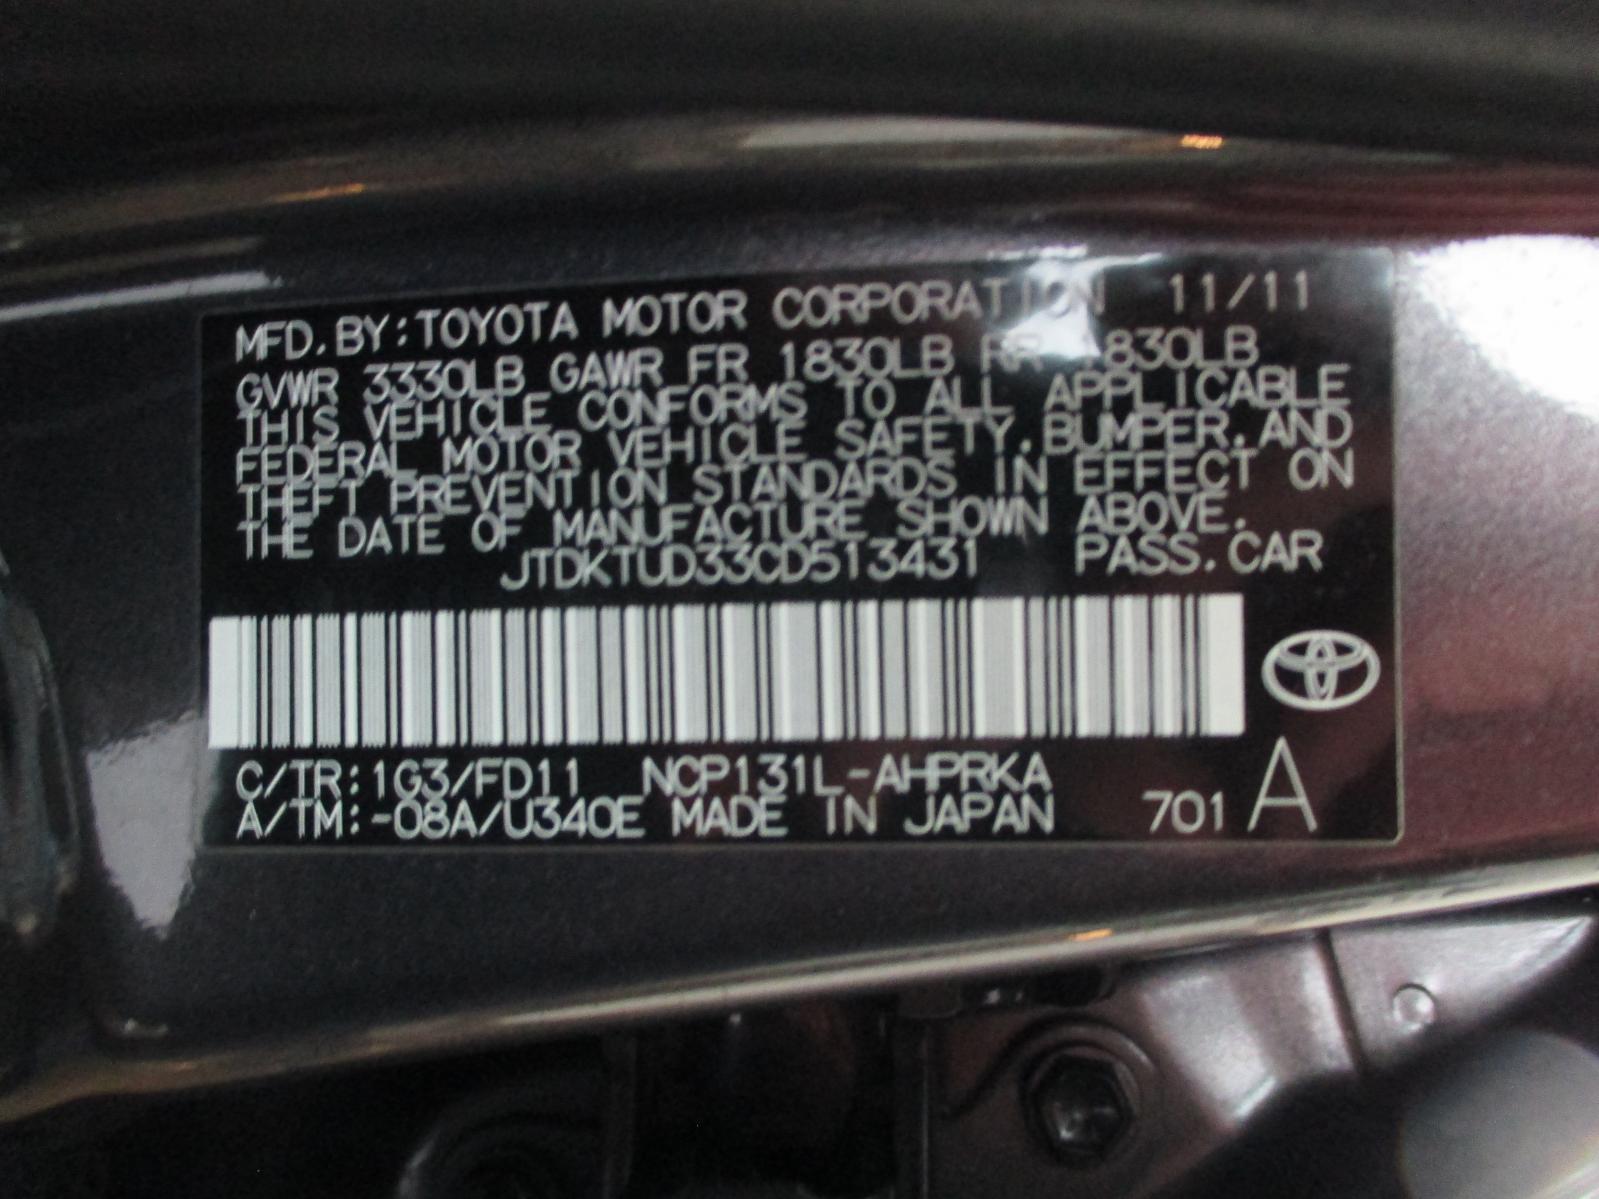 MFD.BY:TOYOTA MOTOR CORPORATION 11/11
GVWR 3330LB GAWR FR 1830LB RR 1830LB
THIS VEHICLE CONFORMS TO ALL APPLICABLE
FEDERAL MOTOR VEHICLE SAFETY,BUMPER,AND
THEFT PREVENTION STANDARDS IN EFFECT ON
THE DATE OF MANUFACTURE SHOWN ABOVE.
JTDKTUD33CD513431 PASS.CAR
C/TR:1G3/FD11 NCP131L-AHPRKA
A/TM:-08A/U340E MADE IN JAPAN 701 A